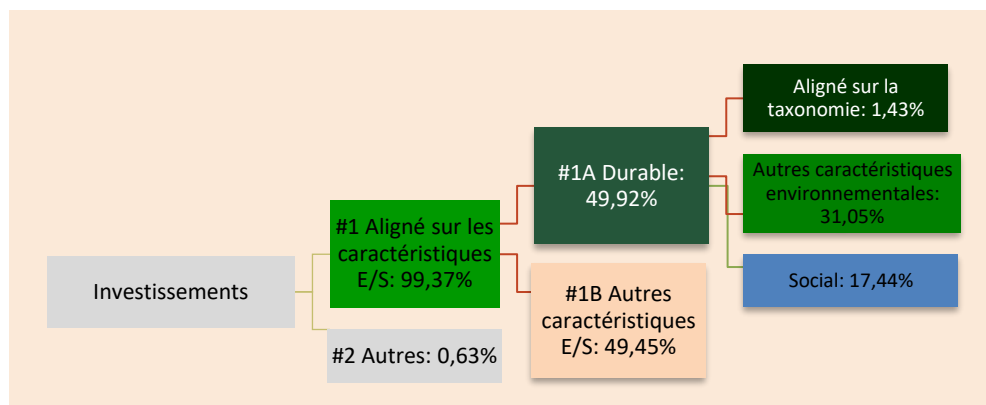 Investissements
#1 Aligné sur les
caractéristiques
E/S: 99,37%
#2 Autres: 0,63%
#1A Durable:
49,92%
#1B Autres
caractéristiques
E/S: 49,45%
Aligné sur la
taxonomie: 1,43%
Autres caractéristiques
environnementales:
31,05%
Social: 17,44%